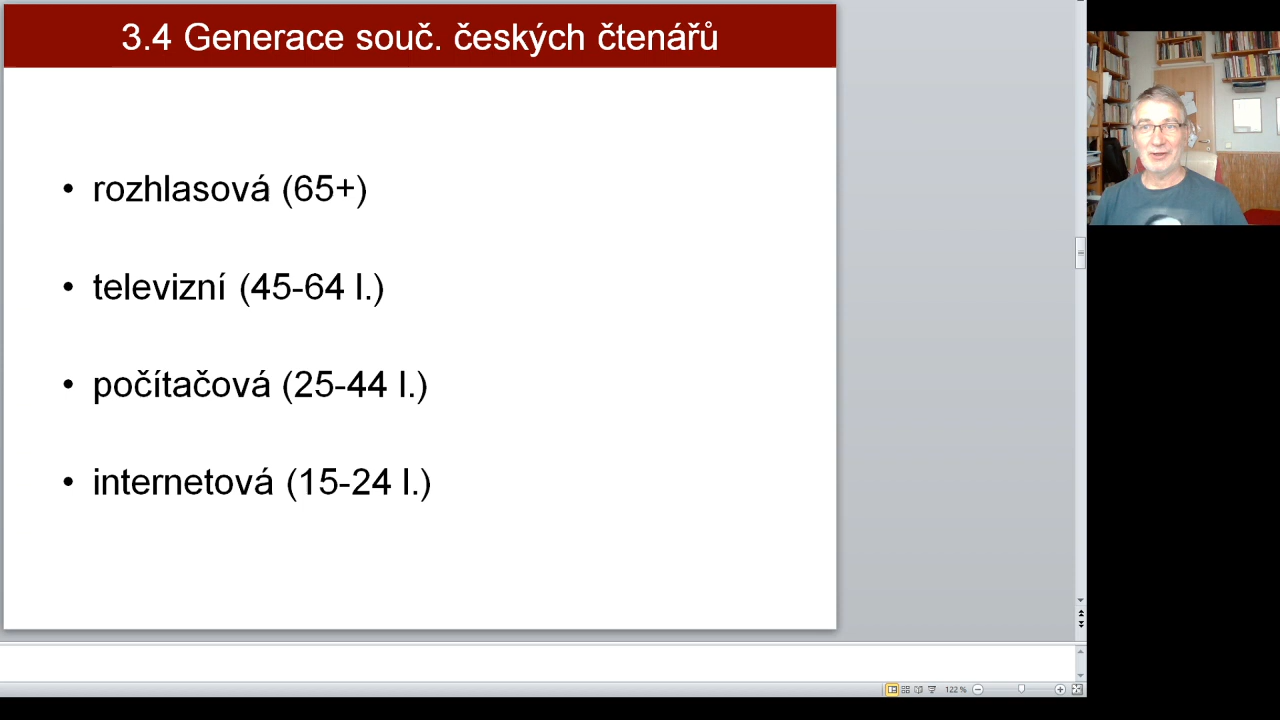 3.4 Generace souč. českých čtenářů
• rozhlasová (65+)
• televizní (45-64 l.)
• počítačová (25-44 l.)
• internetová (15-24 l.)
122 %